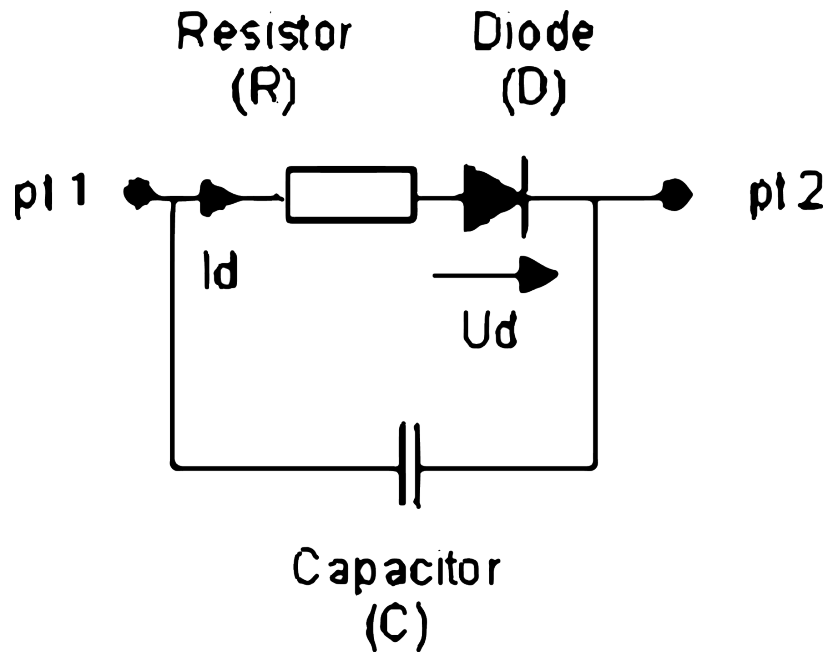 Resistor
(R)
Diode
(D)
pt 1
pt 2
Id
Ud
Capacitor
(C)